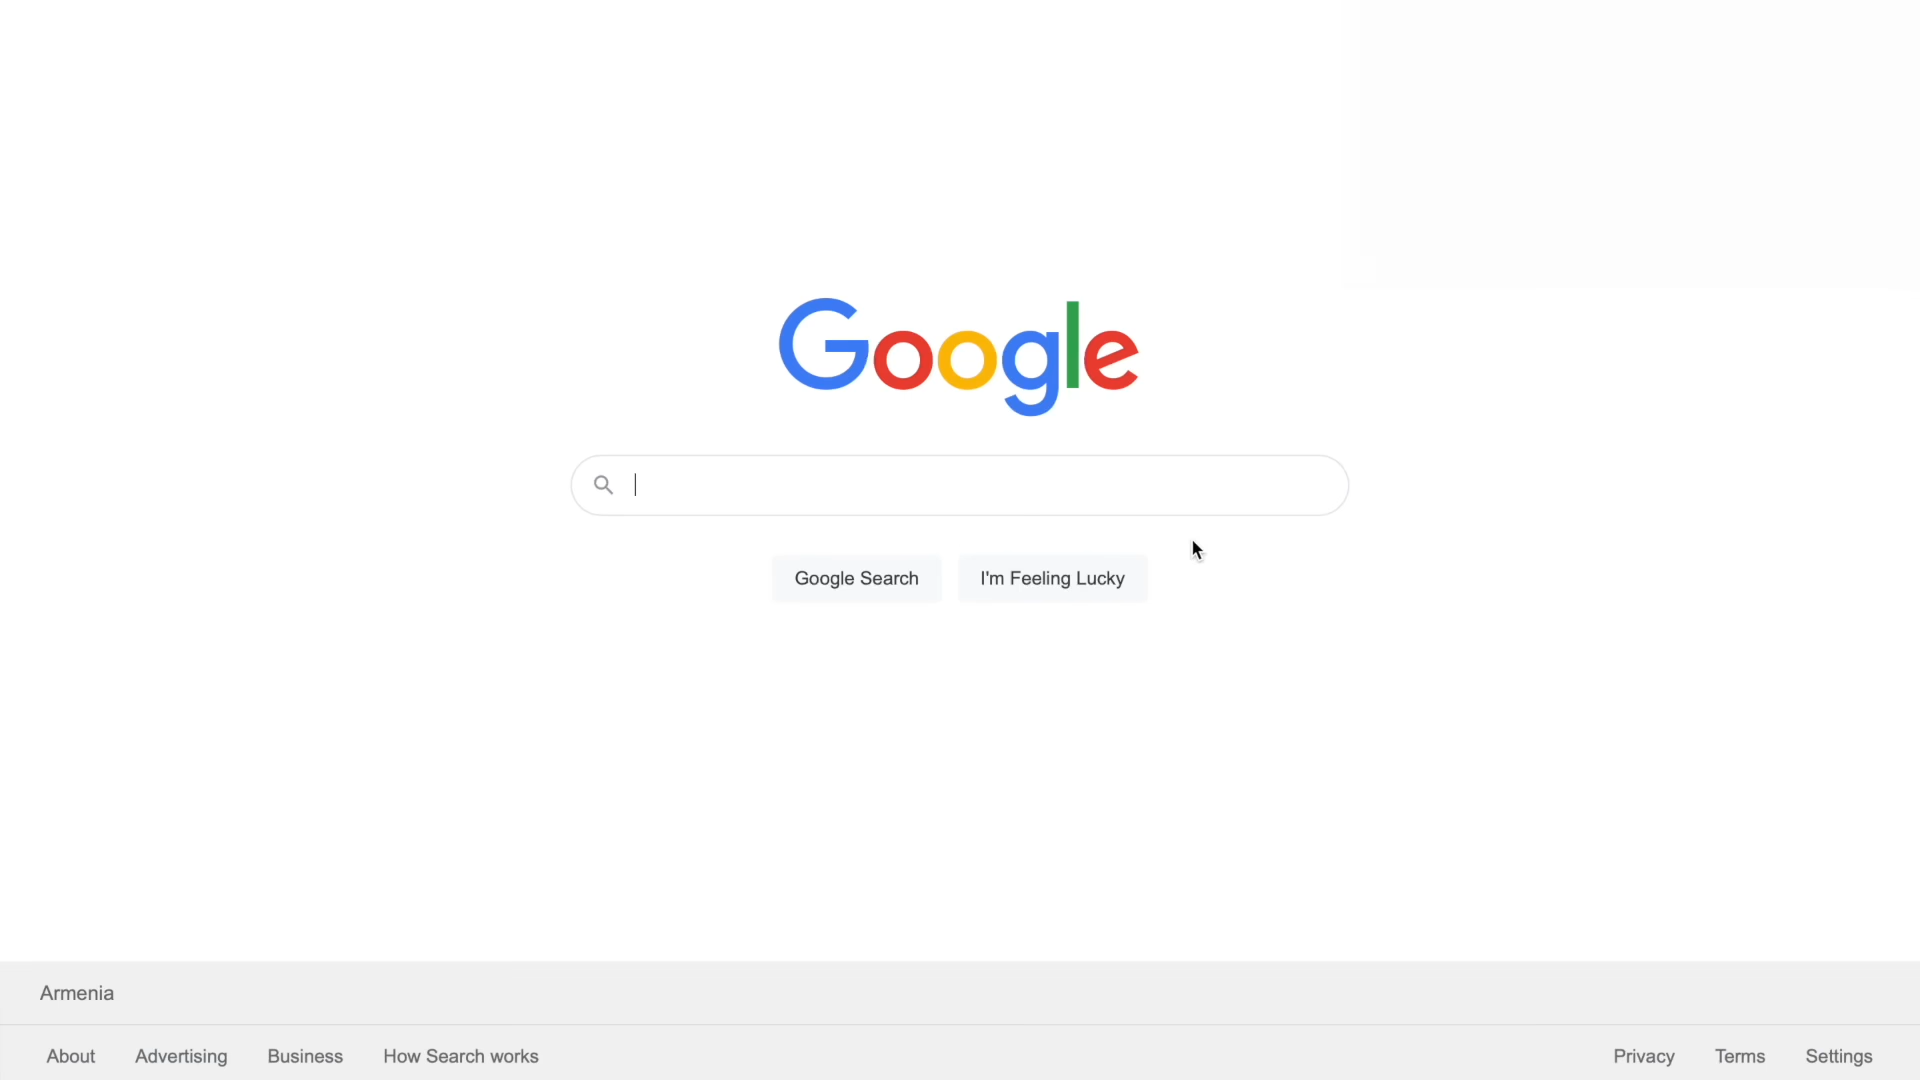 Google
Google Search
I'm Feeling Lucky
Armenia
About
Advertising
Business
How Search works
Privacy
Terms
Settings